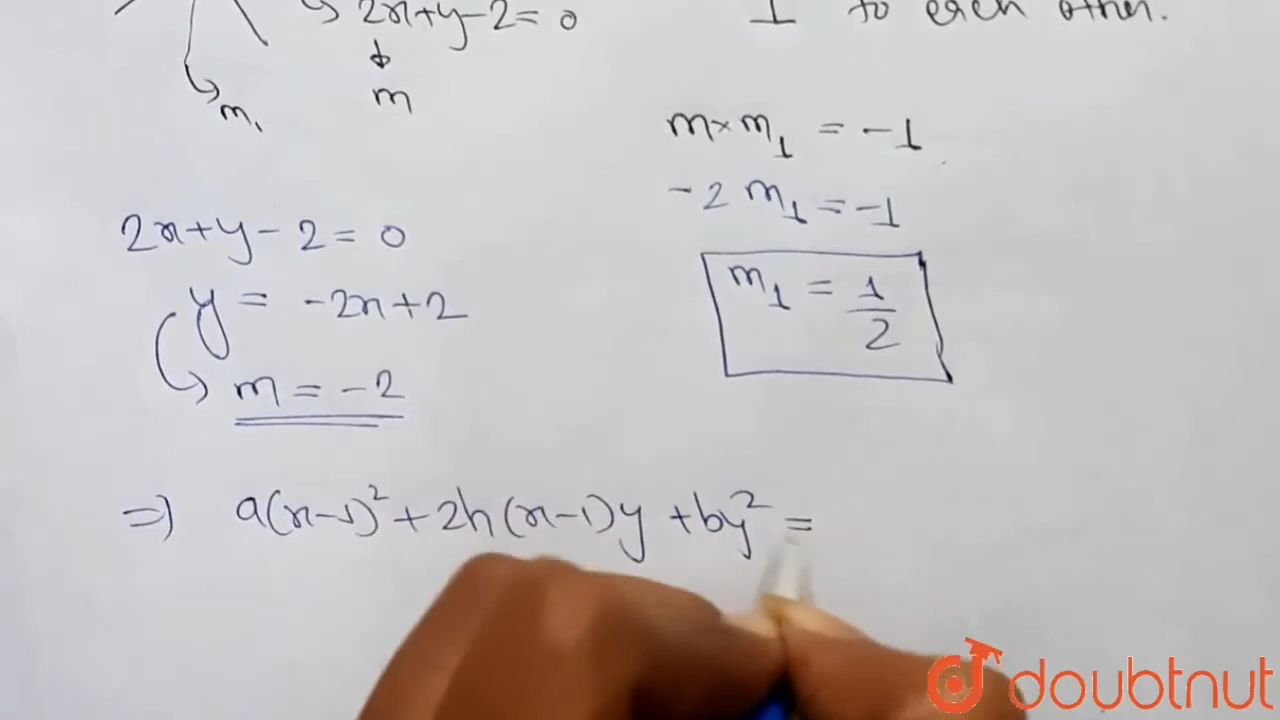 2x+y-2=0
⊥ to each other.
m
m₁
m×m₁ = -1
-2 m₁ = -1
m₁ = 1/2
2x+y-2=0
y = -2x+2
m = -2
⇒ a(x-1)²+2h(x-1)y+by² =
doubtnut